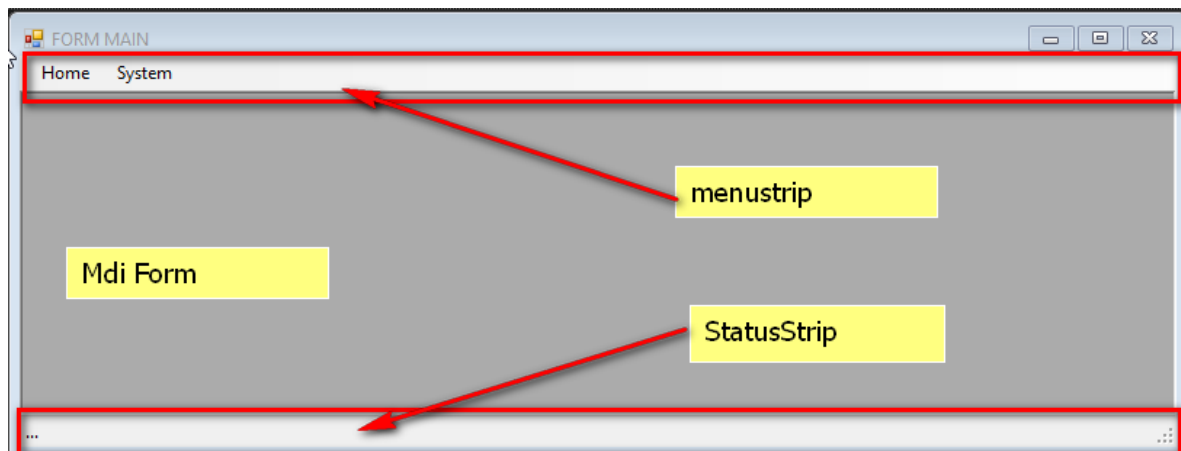 FORM MAIN
Home System
menustrip
Mdi Form
StatusStrip
...